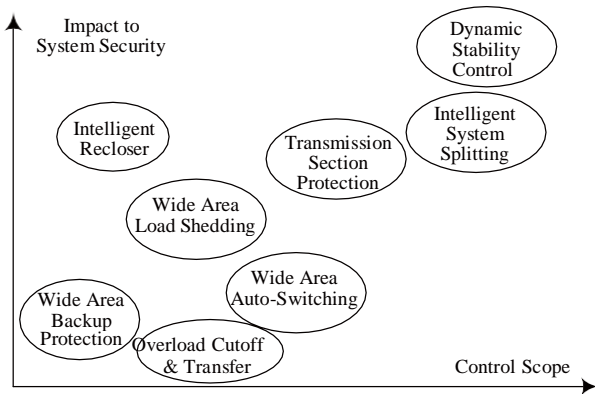 Impact to
System Security
Dynamic
Stability
Control
Intelligent
Recloser
Transmission
Section
Protection
Intelligent
System
Splitting
Wide Area
Load Shedding
Wide Area
Auto-Switching
Wide Area
Backup
Protection
Overload Cutoff
& Transfer
Control Scope